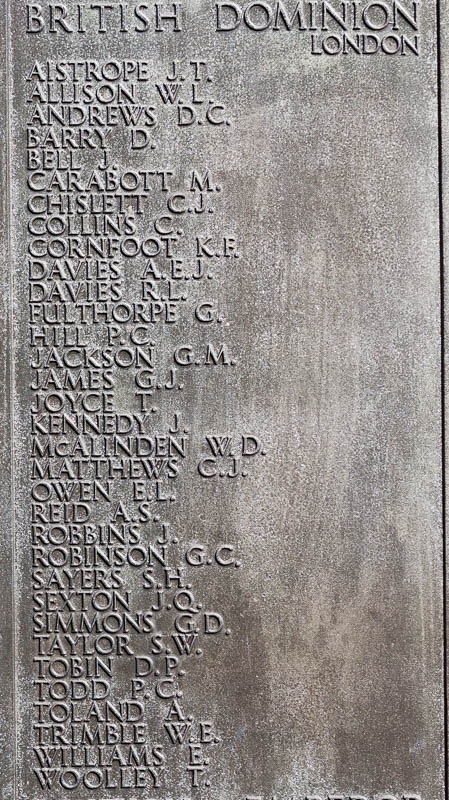 BRITISH DOMINION
LONDON
AISTROPE J.T.
ALLISON W.L.
ANDREWS D.C.
BARRY D.
BELL J.
CARABOTT M.
CHISLETT C.J.
COLLINS C.
CORNFOOT K.F.
DAVIES A.E.J.
DAVIES R.L.
FULTHORPE G.
HILL P.C.
JACKSON G.M.
JAMES G.J.
JOYCE T.
KENNEDY J.
McALINDEN W.D.
MATTHEWS C.J.
OWEN E.L.
REID A.S.
ROBBINS J.
ROBINSON G.C.
SAYERS S.H.
SEXTON J.Q.
SIMMONS G.D.
TAYLOR S.W.
TOBIN D.P.
TODD P.C.
TOLAND A.
TRIMBLE W.E.
WILLIAMS E.
WOOLLEY T.